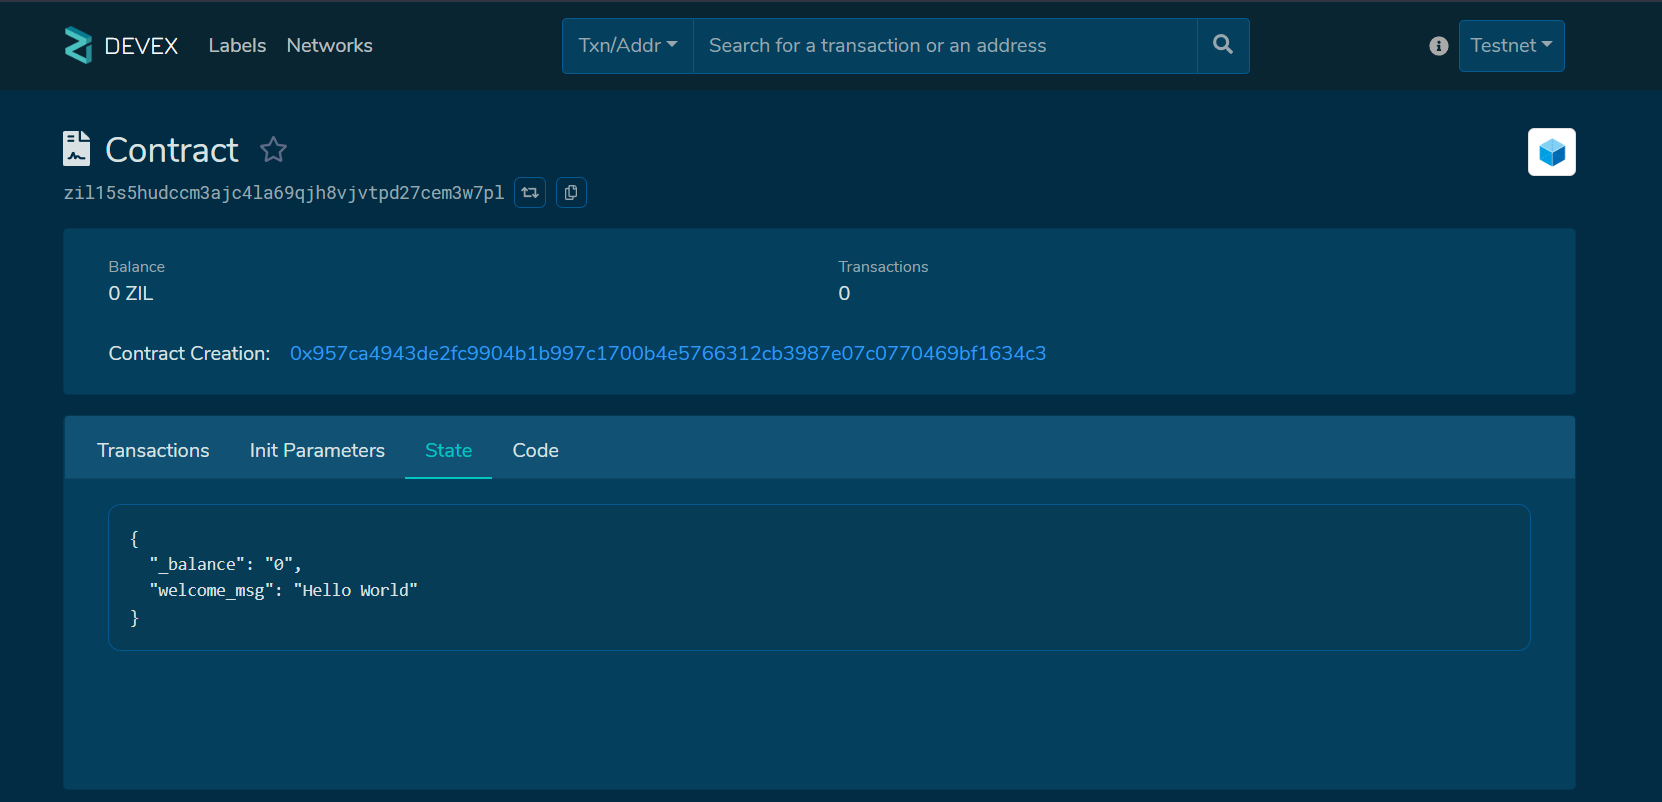 DEVEX Labels Networks Txn/Addr Search for a transaction or an address Testnet
Contract
zil15s5hudccm3ajc4la69qjh8vjvtpd27cem3w7pl
Balance Transactions
0 ZIL 0
Contract Creation: 0x957ca4943de2fc9904b1b997c1700b4e5766312cb3987e07c0770469bf1634c3
Transactions Init Parameters State Code
{
"_balance": "0",
"welcome_msg": "Hello World"
}